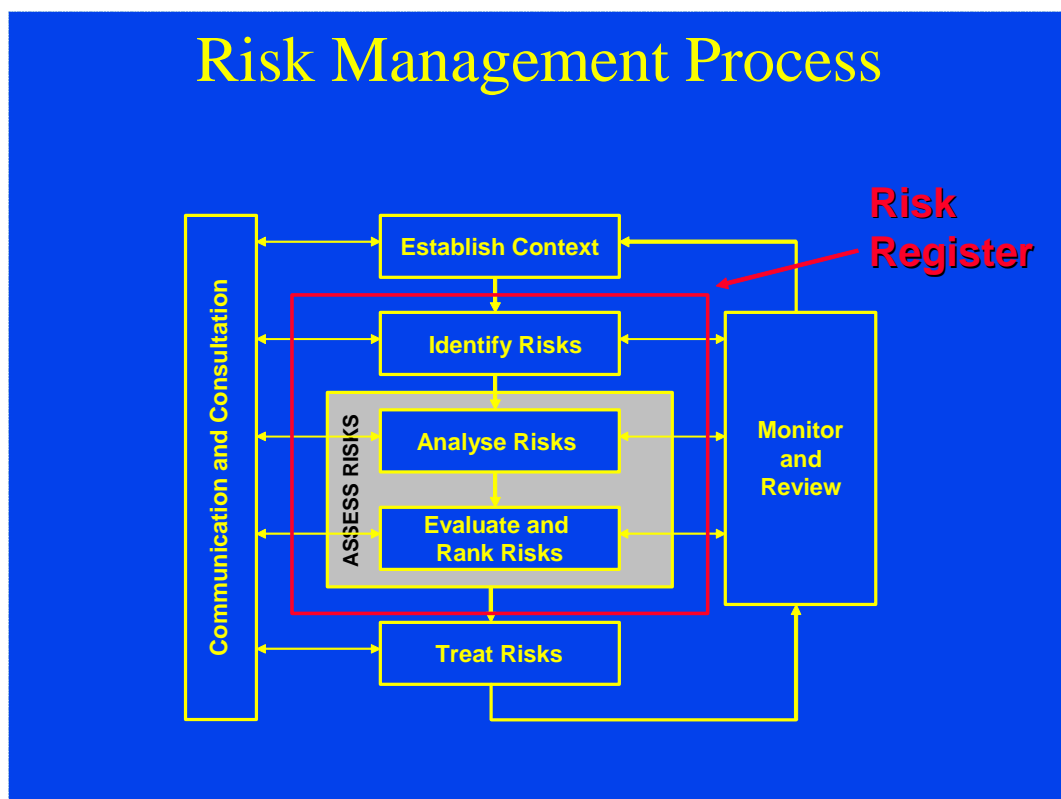 Risk Management Process
Risk
Register
Communication and Consultation
Establish Context
Identify Risks
ASSESS RISKS
Analyse Risks
Evaluate and
Rank Risks
Treat Risks
Monitor
and
Review